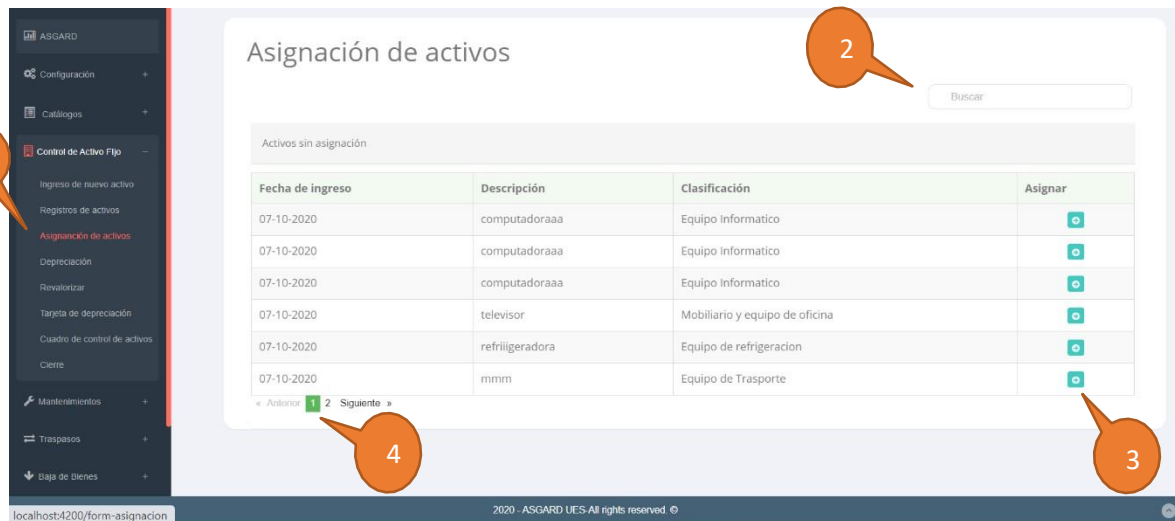 ASGARD
Configuración +
Catálogos +
Control de Activo FIjo −
Ingreso de nuevo activo
Registros de activos
Asignanción de activos
Depreciación
Revalorizar
Tarjeta de depreciación
Cuadro de control de activos
Cierre
Mantenimientos +
Traspasos +
Baja de Bienes +
localhost:4200/form-asignacion
Asignación de activos
2
Buscar
Activos sin asignación
Fecha de ingreso Descripción Clasificación Asignar
07-10-2020 computadoraaa Equipo Informatico
07-10-2020 computadoraaa Equipo Informatico
07-10-2020 computadoraaa Equipo Informatico
07-10-2020 televisor Mobiliario y equipo de oficina
07-10-2020 refriiigeradora Equipo de refrigeracion
07-10-2020 mmm Equipo de Trasporte
« Anterior 1 2 Siguiente »
4
3
2020 - ASGARD UES-All rights reserved. ©